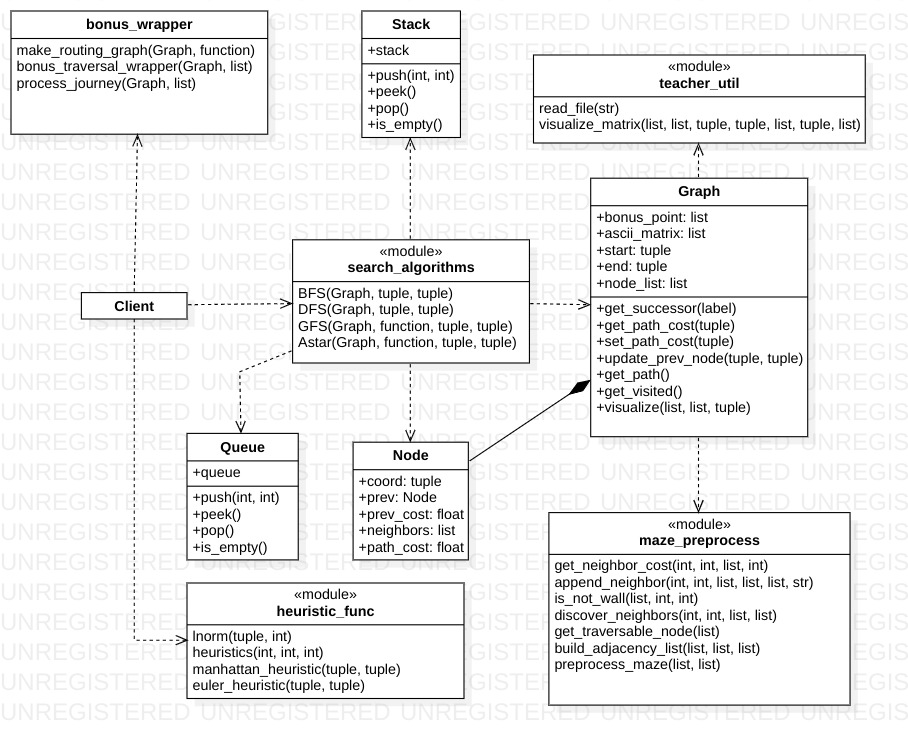 bonus_wrapper
make_routing_graph(Graph, function)
bonus_traversal_wrapper(Graph, list)
process_journey(Graph, list)
Stack
+stack
+push(int, int)
+peek()
+pop()
+is_empty()
«module»
teacher_util
read_file(str)
visualize_matrix(list, list, tuple, tuple, list, tuple, list)
Graph
+bonus_point: list
+ascii_matrix: list
+start: tuple
+end: tuple
+node_list: list
+get_successor(label)
+get_path_cost(tuple)
+set_path_cost(tuple)
+update_prev_node(tuple, tuple)
+get_path()
+get_visited()
+visualize(list, list, tuple)
«module»
search_algorithms
BFS(Graph, tuple, tuple)
DFS(Graph, tuple, tuple)
GFS(Graph, function, tuple, tuple)
Astar(Graph, function, tuple, tuple)
Client
Queue
+queue
+push(int, int)
+peek()
+pop()
+is_empty()
Node
+coord: tuple
+prev: Node
+prev_cost: float
+neighbors: list
+path_cost: float
«module»
maze_preprocess
get_neighbor_cost(int, int, list, int)
append_neighbor(int, int, list, list, list, str)
is_not_wall(list, int, int)
discover_neighbors(int, int, list, list)
get_traversable_node(list)
build_adjacency_list(list, list, list)
preprocess_maze(list, list)
«module»
heuristic_func
lnorm(tuple, int)
heuristics(int, int, int)
manhattan_heuristic(tuple, tuple)
euler_heuristic(tuple, tuple)
UNREGISTERED